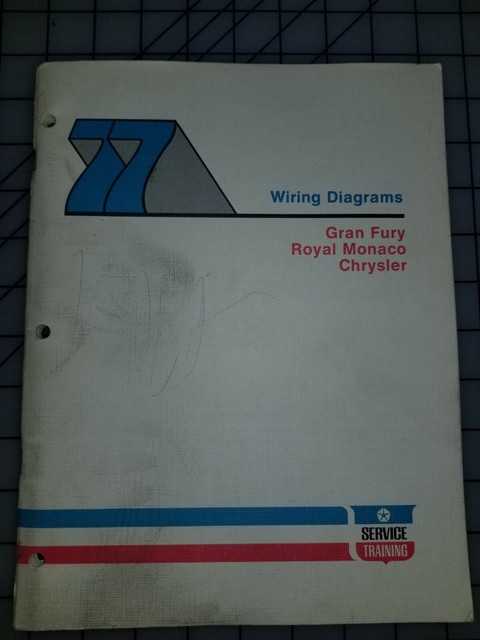 77
Wiring Diagrams
Gran Fury
Royal Monaco
Chrysler
SERVICE
TRAINING